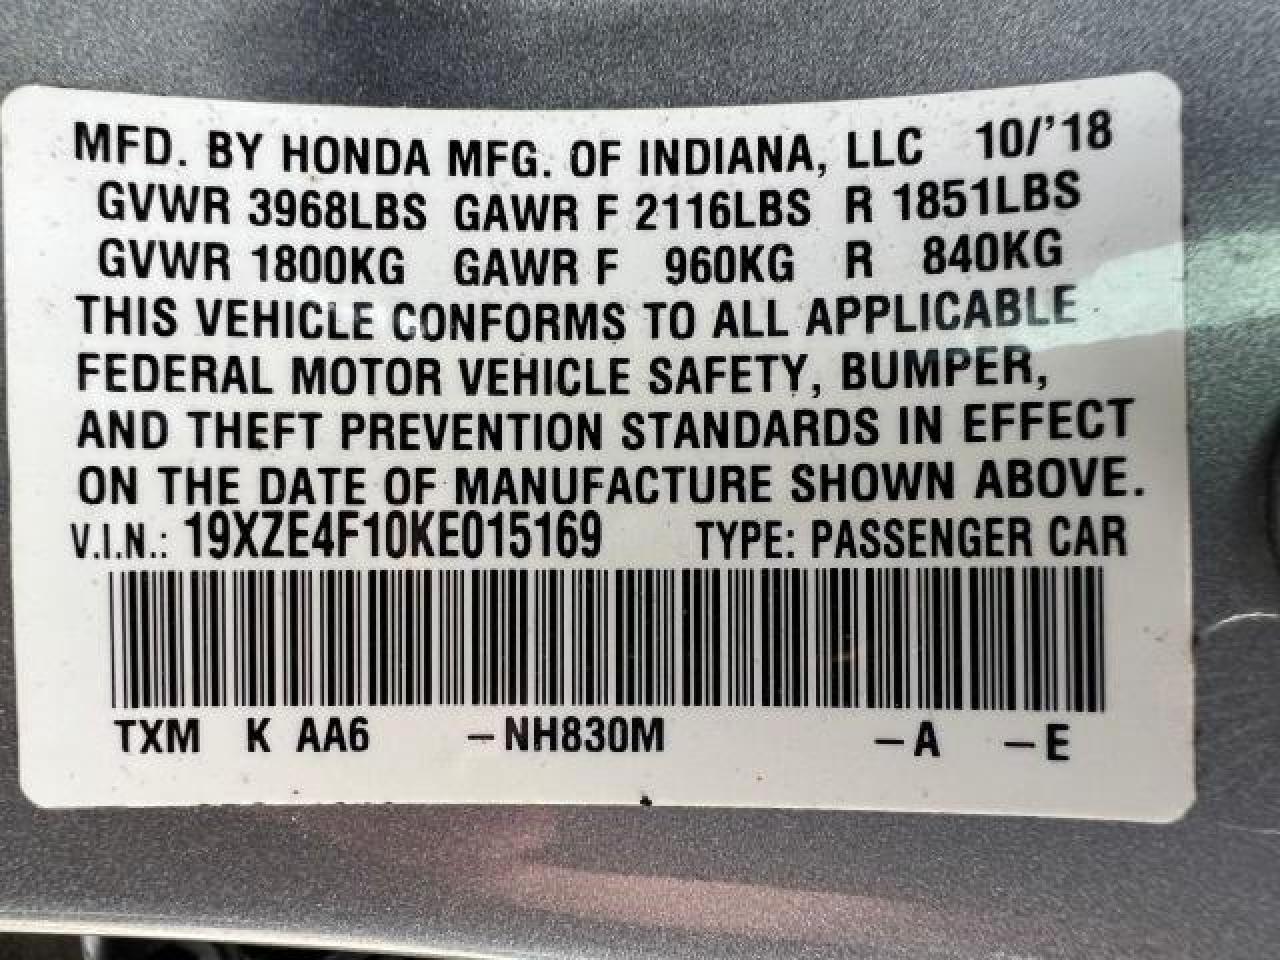 MFD. BY HONDA MFG. OF INDIANA, LLC 10/'18
GVWR 3968LBS GAWR F 2116LBS R 1851LBS
GVWR 1800KG GAWR F 960KG R 840KG
THIS VEHICLE CONFORMS TO ALL APPLICABLE
FEDERAL MOTOR VEHICLE SAFETY, BUMPER,
AND THEFT PREVENTION STANDARDS IN EFFECT
ON THE DATE OF MANUFACTURE SHOWN ABOVE.
V.I.N.: 19XZE4F10KE015169 TYPE: PASSENGER CAR
TXM K AA6 –NH830M –A –E